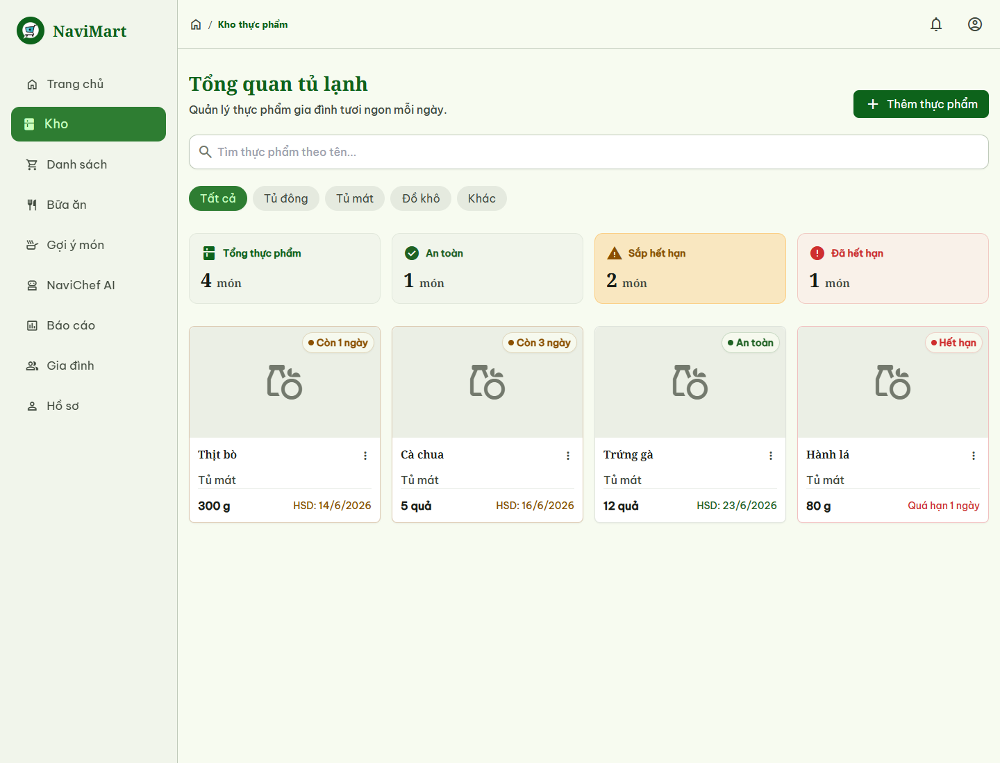 NaviMart
Trang chủ
Kho
Danh sách
Bữa ăn
Gợi ý món
NaviChef AI
Báo cáo
Gia đình
Hồ sơ
/ Kho thực phẩm
Tổng quan tủ lạnh
Quản lý thực phẩm gia đình tươi ngon mỗi ngày.
Thêm thực phẩm
Tìm thực phẩm theo tên...
Tất cả Tủ đông Tủ mát Đồ khô Khác
Tổng thực phẩm
4 món
An toàn
1 món
Sắp hết hạn
2 món
Đã hết hạn
1 món
Còn 1 ngày
Thịt bò
Tủ mát
300 g HSD: 14/6/2026
Còn 3 ngày
Cà chua
Tủ mát
5 quả HSD: 16/6/2026
An toàn
Trứng gà
Tủ mát
12 quả HSD: 23/6/2026
Hết hạn
Hành lá
Tủ mát
80 g Quá hạn 1 ngày